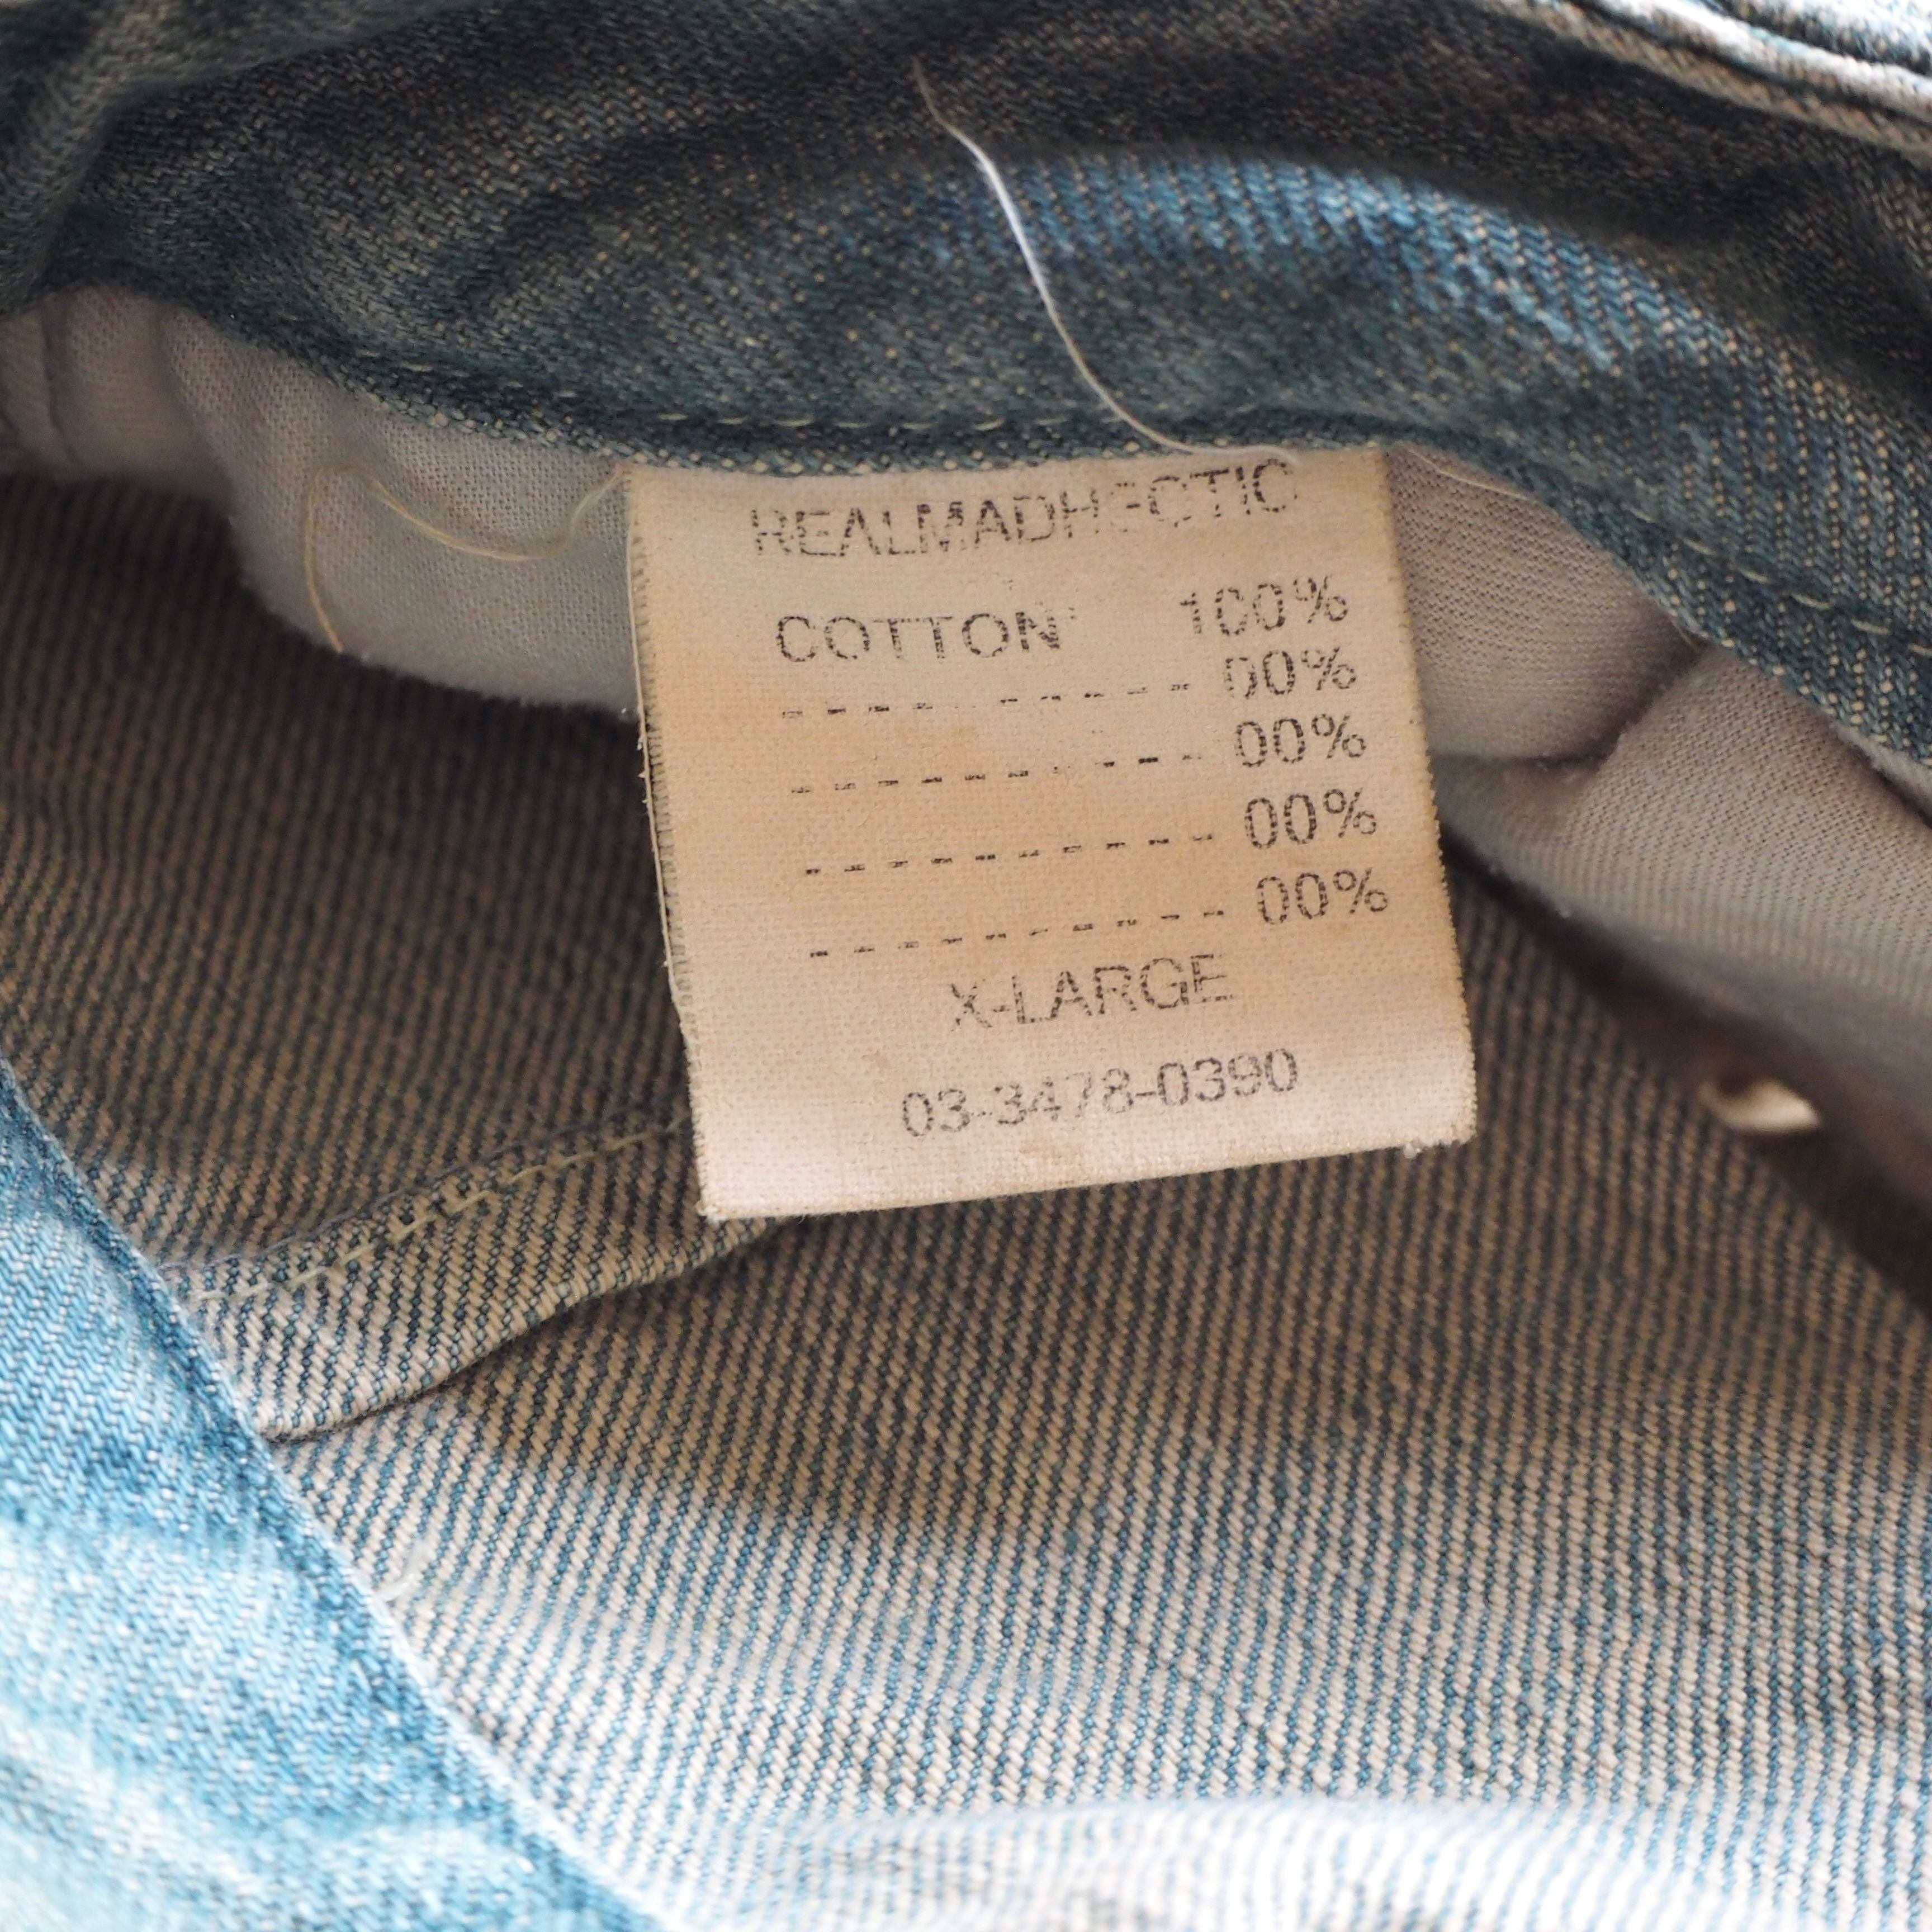 REALMADHECTIC
COTTON 100%
---------- 00%
---------- 00%
---------- 00%
---------- 00%
X-LARGE
03-3478-0390